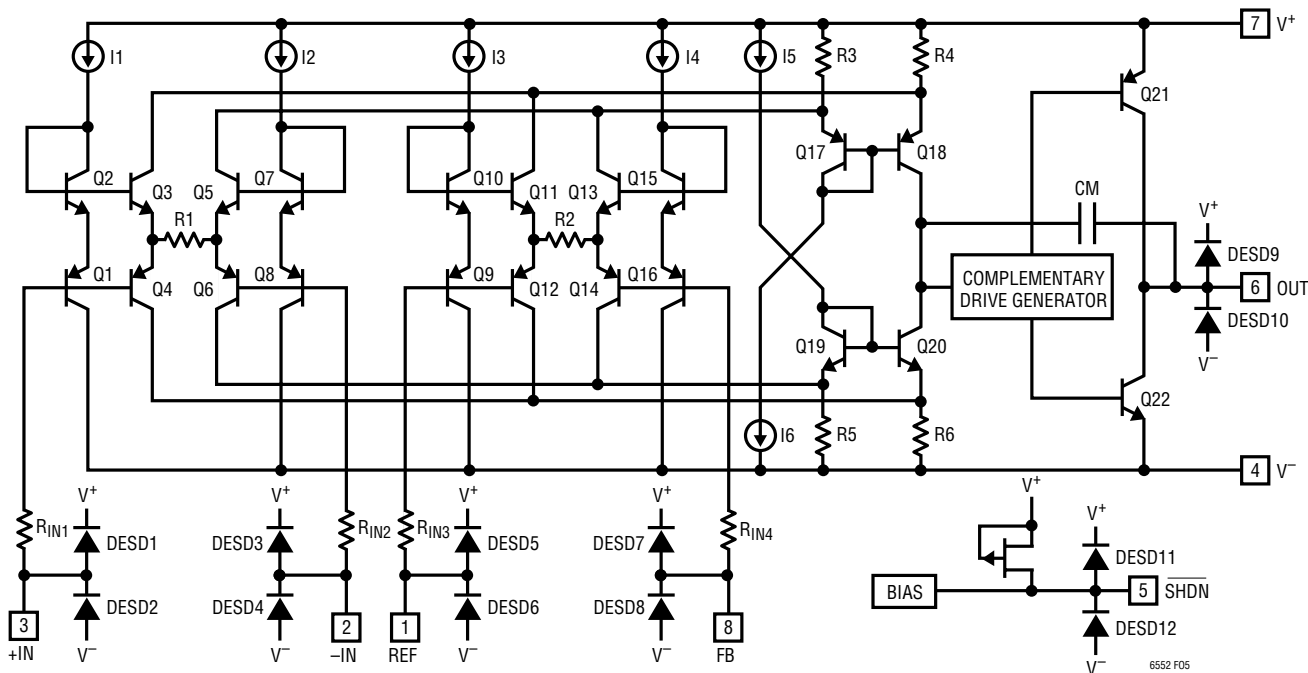 7 V+
I1 I2 I3 I4 I5 R3 R4
Q21
Q17 Q18
Q2 Q3 Q5 Q7 Q10 Q11 Q13 Q15
CM
V+
R1 R2
DESD9
Q1 Q4 Q6 Q8 Q9 Q12 Q14 Q16
COMPLEMENTARY
DRIVE GENERATOR
6 OUT
DESD10
V−
Q19 Q20
Q22
I6 R5 R6
4 V−
V+ V+ V+ V+ V+
RIN1 DESD1 DESD3 RIN2 RIN3 DESD5 DESD7 RIN4
V+
DESD11
BIAS
5 SHDN
DESD2 DESD4 DESD6 DESD8
DESD12
3 2 1 8
+IN V− V− −IN REF V− V− FB
V−
6552 F05